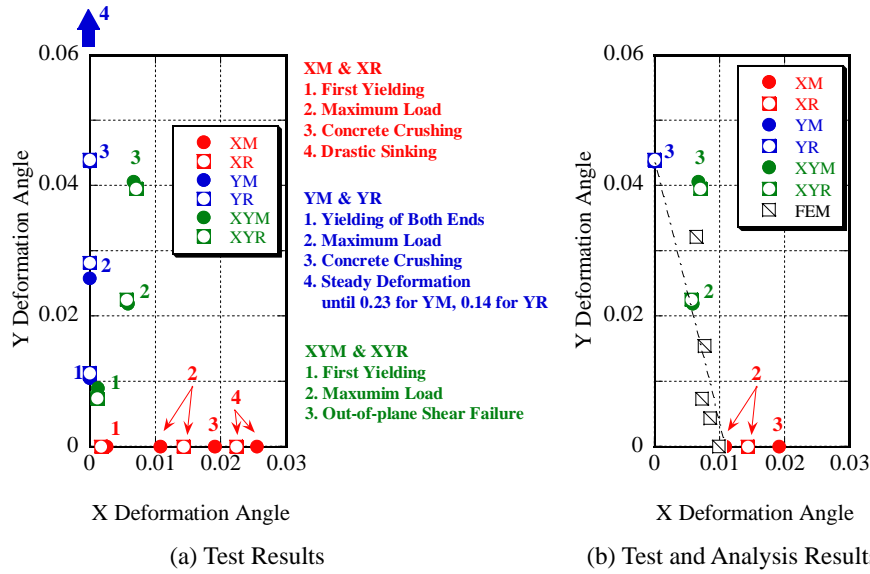 4
0.06
0.04
0.02
0
0
0.01
0.02
0.03
Y Deformation Angle
X Deformation Angle
3
3
2
2
1
1
1
2
3
4
XM
XR
YM
YR
XYM
XYR
(a) Test Results
XM & XR
1. First Yielding
2. Maximum Load
3. Concrete Crushing
4. Drastic Sinking
YM & YR
1. Yielding of Both Ends
2. Maximum Load
3. Concrete Crushing
4. Steady Deformation
until 0.23 for YM, 0.14 for YR
XYM & XYR
1. First Yielding
2. Maxumim Load
3. Out-of-plane Shear Failure
0.06
0.04
0.02
0
0
0.01
0.02
0.03
Y Deformation Angle
X Deformation Angle
3
3
2
2
3
XM
XR
YM
YR
XYM
XYR
FEM
(b) Test and Analysis Results